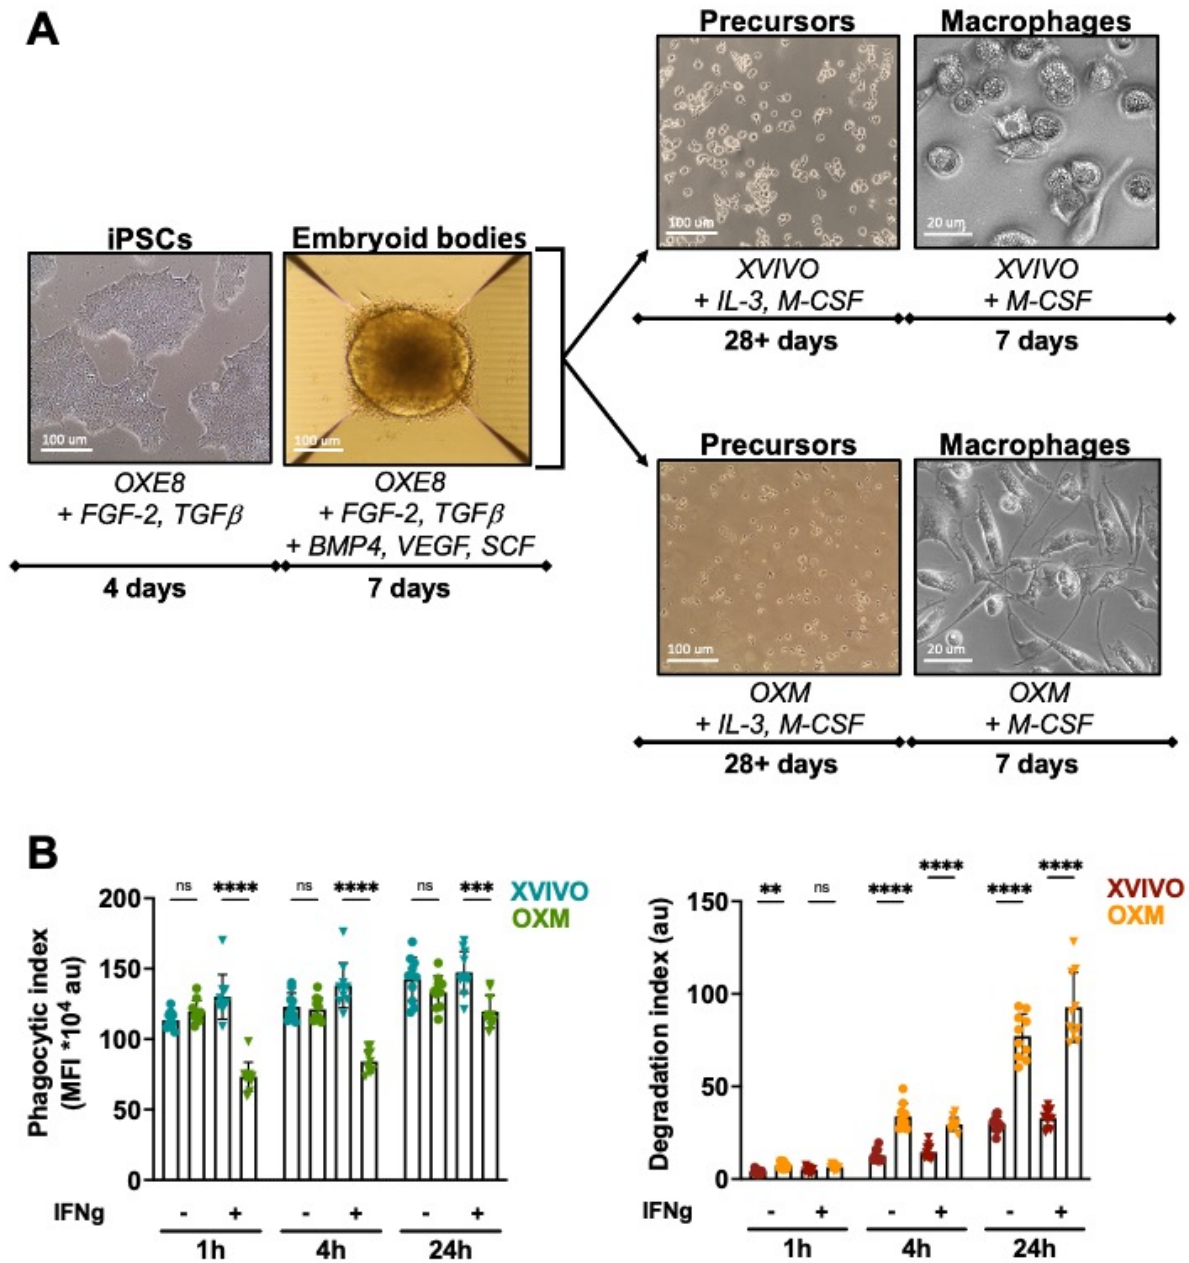 A
Precursors
Macrophages
100 um
20 um
XVIVO
+ IL-3, M-CSF
28+ days
XVIVO
+ M-CSF
7 days
iPSCs
Embryoid bodies
100 um
100 um
OXE8
+ FGF-2, TGFβ
4 days
OXE8
+ FGF-2, TGFβ
+ BMP4, VEGF, SCF
7 days
Precursors
Macrophages
100 um
20 um
OXM
+ IL-3, M-CSF
28+ days
OXM
+ M-CSF
7 days
B
Phagocytic index
(MFI *10⁴ au)
200
150
100
50
0
ns
****
ns
****
ns
***
XVIVO
OXM
IFNg
- + - + - +
1h 4h 24h
Degradation index (au)
150
100
50
0
**
ns
****
****
****
****
XVIVO
OXM
IFNg
- + - + - +
1h 4h 24h